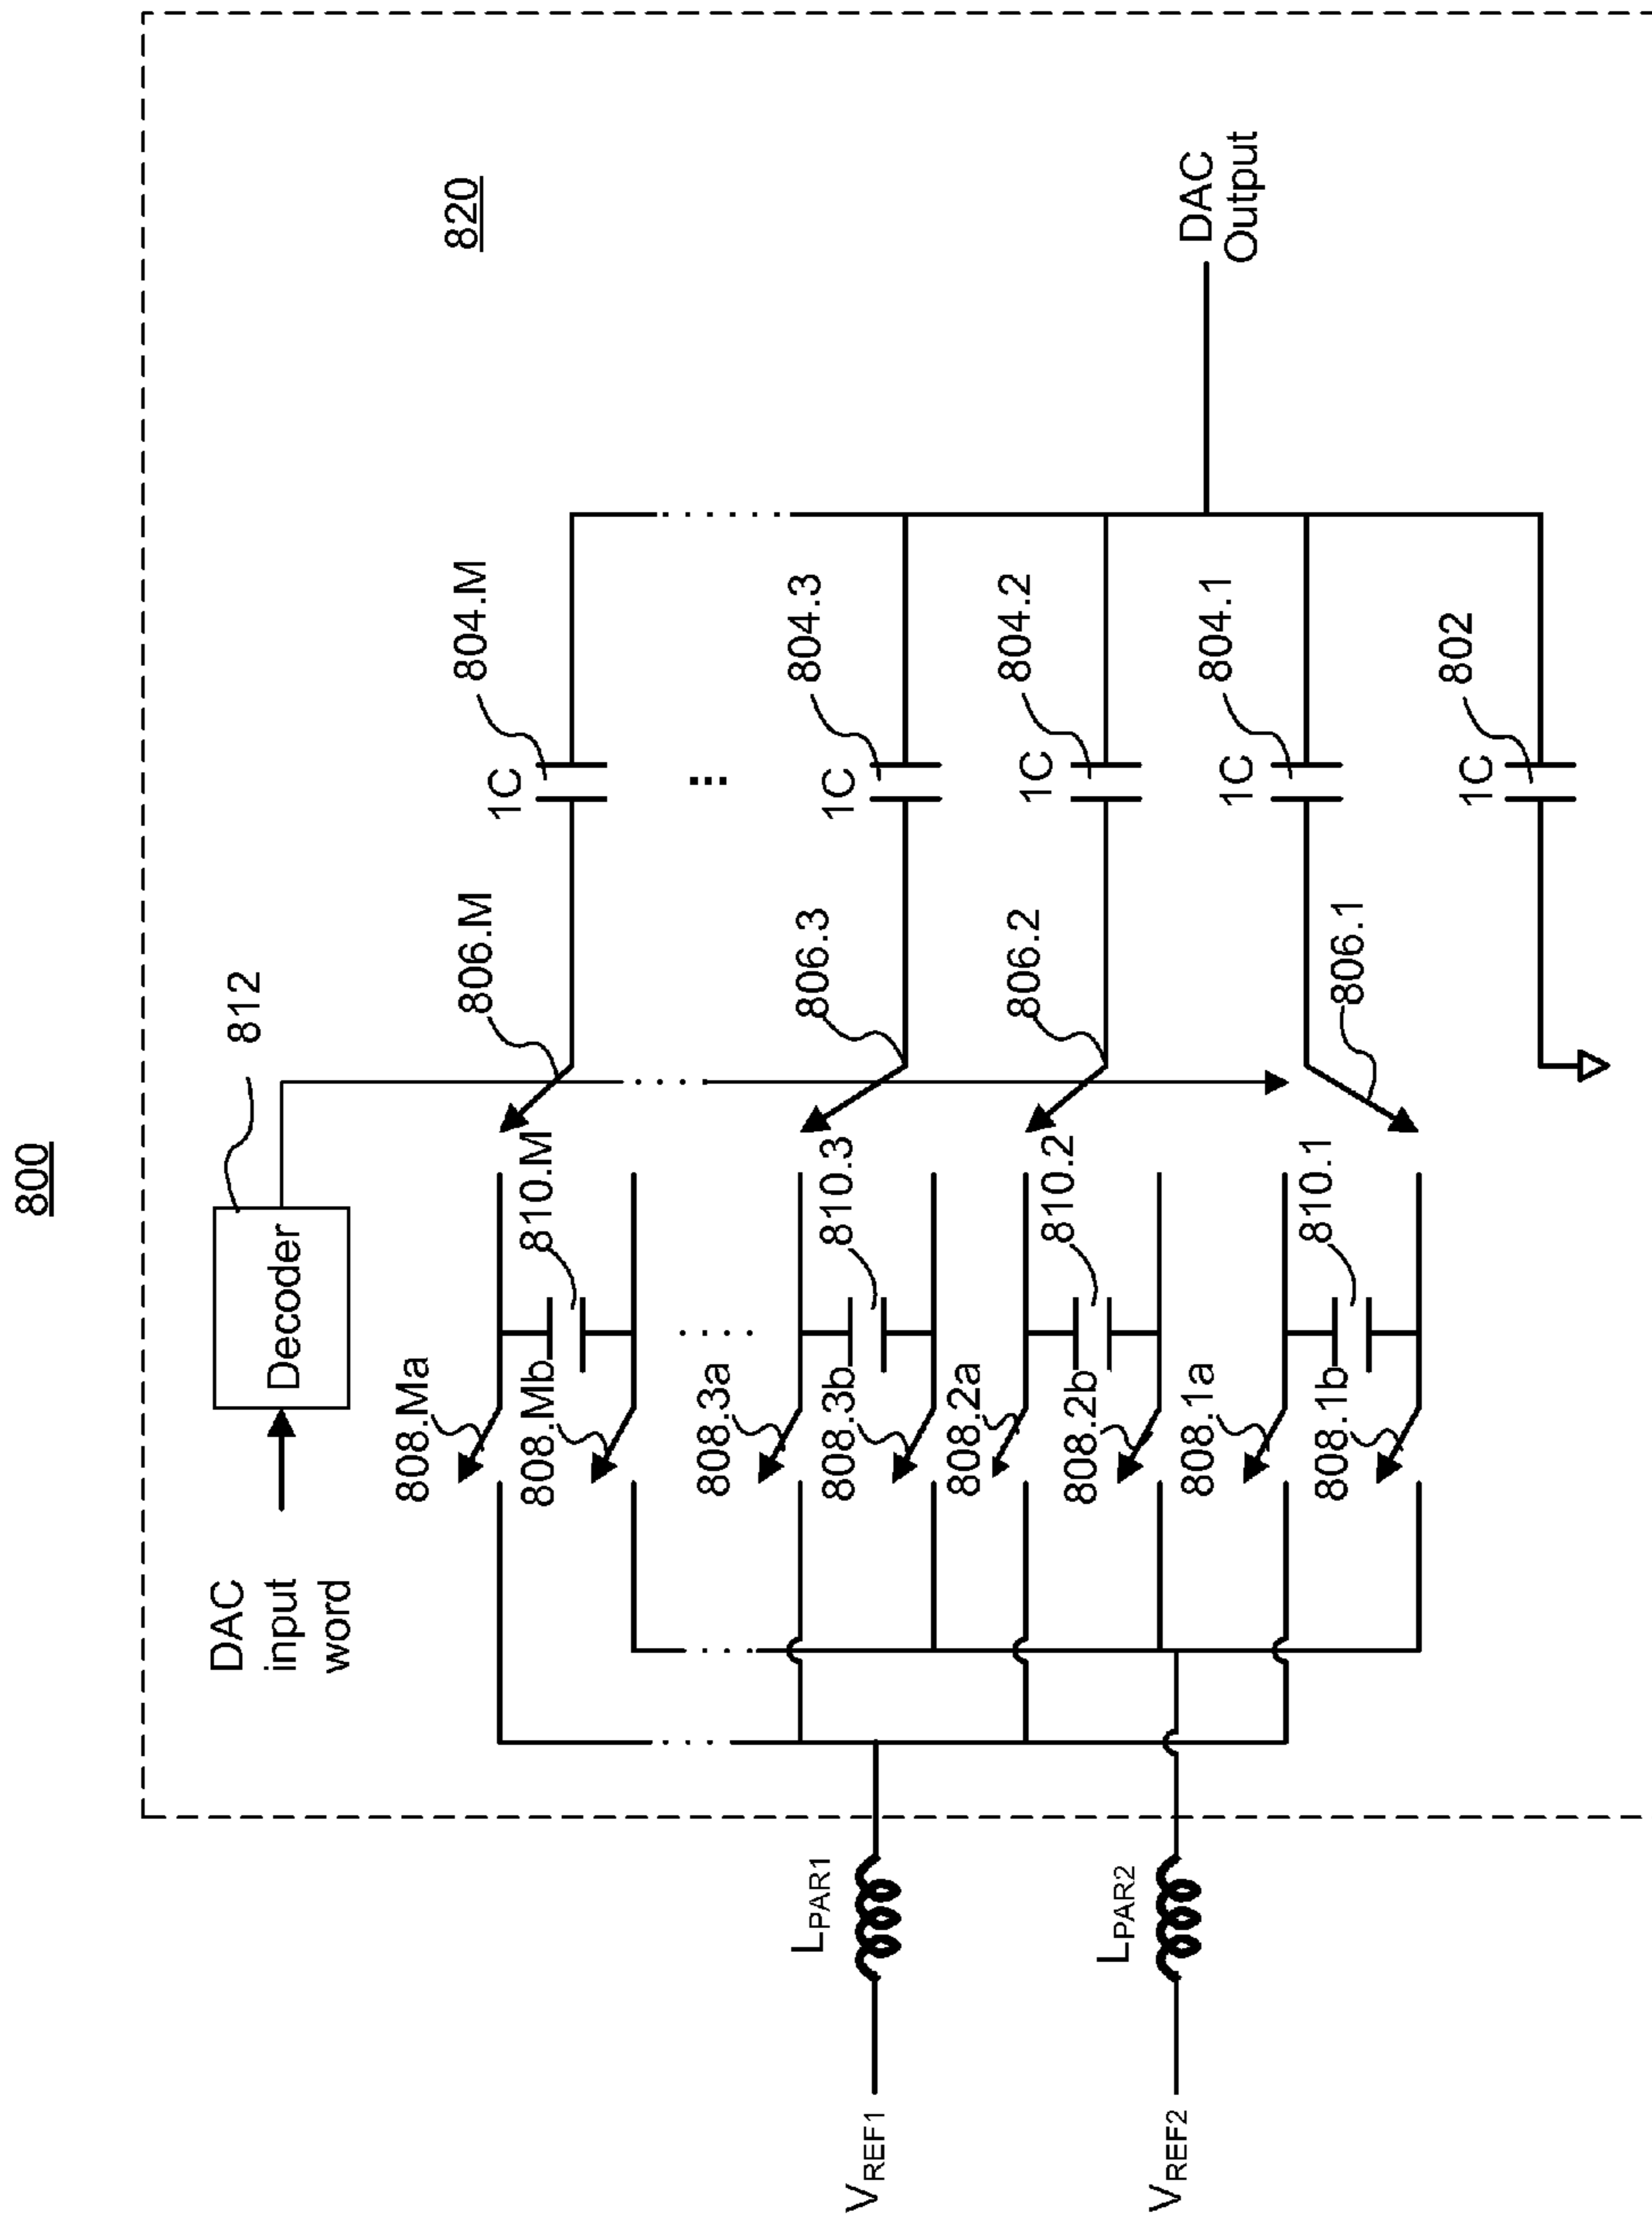 800
820
DAC
input
word
Decoder
812
808.Ma
810.M
806.M
1C
804.M
808.Mb
808.3a
810.3
806.3
1C
804.3
808.3b
808.2a
810.2
806.2
1C
804.2
808.2b
808.1a
810.1
806.1
1C
804.1
808.1b
1C
802
DAC
Output
VREF1
LPAR1
VREF2
LPAR2